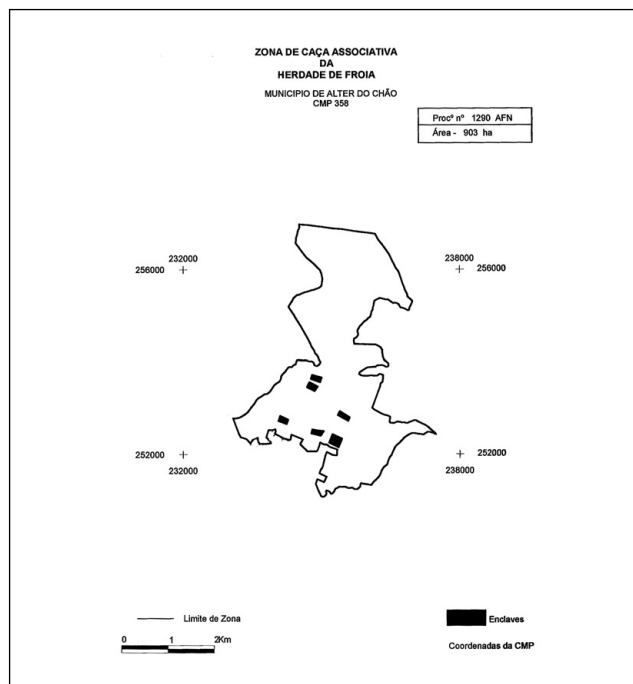 ZONA DE CAÇA ASSOCIATIVA
DA
HERDADE DE FROIA
MUNICIPIO DE ALTER DO CHÃO
CMP 358
Procº nº 1290 AFN
Área - 903 ha
232000
256000
238000
256000
252000
232000
252000
238000
Limite de Zona
0 1 2Km
Enclaves
Coordenadas da CMP